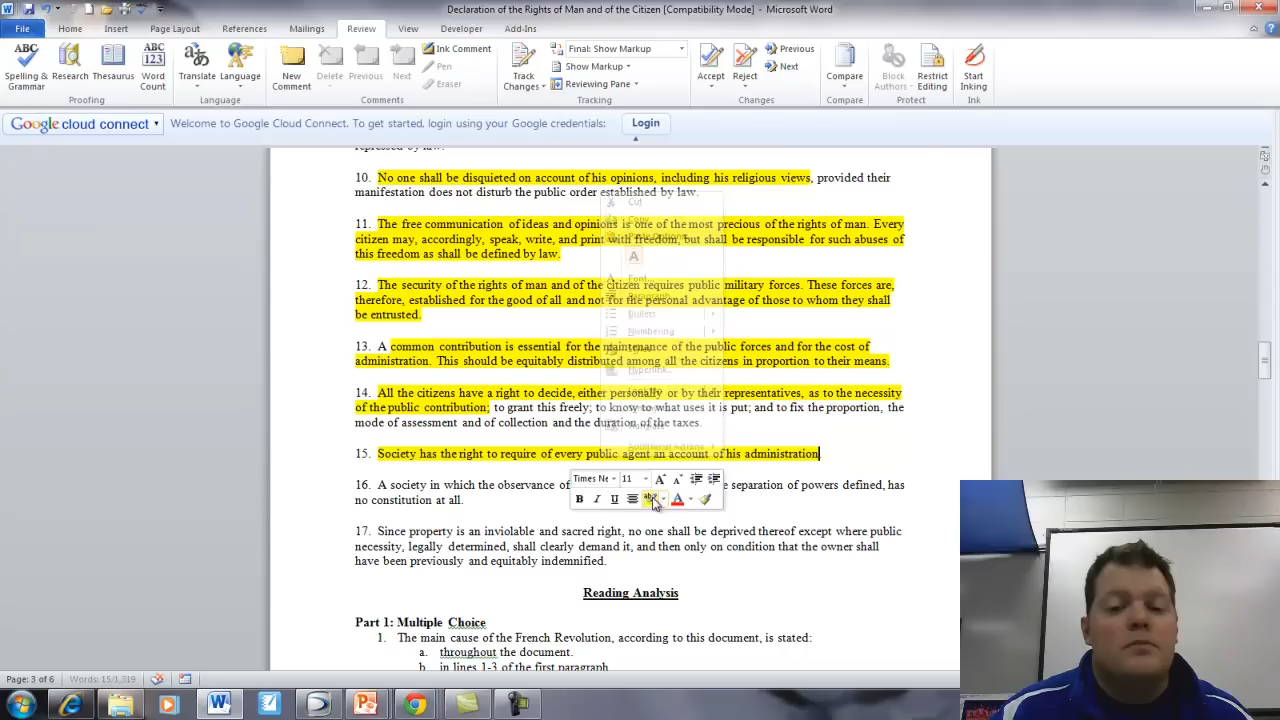 Declaration of the Rights of Man and of the Citizen [Compatibility Mode] - Microsoft Word
File Home Insert Page Layout References Mailings Review View Developer Add-Ins
Spelling & Grammar Research Thesaurus Word Count Translate Language New Comment Delete Previous Next Ink Comment Pen Eraser Track Changes Final: Show Markup Show Markup Reviewing Pane Accept Reject Previous Next Compare Block Authors Restrict Editing Start Inking
Proofing Language Comments Tracking Changes Compare Protect Ink
Google cloud connect Welcome to Google Cloud Connect. To get started, login using your Google credentials: Login
repressed by law.
10. No one shall be disquieted on account of his opinions, including his religious views, provided their
manifestation does not disturb the public order established by law.
11. The free communication of ideas and opinions is one of the most precious of the rights of man. Every
citizen may, accordingly, speak, write, and print with freedom, but shall be responsible for such abuses of
this freedom as shall be defined by law.
12. The security of the rights of man and of the citizen requires public military forces. These forces are,
therefore, established for the good of all and not for the personal advantage of those to whom they shall
be entrusted.
13. A common contribution is essential for the maintenance of the public forces and for the cost of
administration. This should be equitably distributed among all the citizens in proportion to their means.
14. All the citizens have a right to decide, either personally or by their representatives, as to the necessity
of the public contribution; to grant this freely; to know to what uses it is put; and to fix the proportion, the
mode of assessment and of collection and the duration of the taxes.
15. Society has the right to require of every public agent an account of his administration
Times Ne 11
16. A society in which the observance of separation of powers defined, has
B I U
no constitution at all.
17. Since property is an inviolable and sacred right, no one shall be deprived thereof except where public
necessity, legally determined, shall clearly demand it, and then only on condition that the owner shall
have been previously and equitably indemnified.
Reading Analysis
Part 1: Multiple Choice
1. The main cause of the French Revolution, according to this document, is stated:
a. throughout the document.
b. in lines 1-3 of the first paragraph
Cut
Copy
Paste Options:
Font...
Paragraph...
Bullets
Numbering
Hyperlink...
Page: 3 of 6 Words: 15/1,319